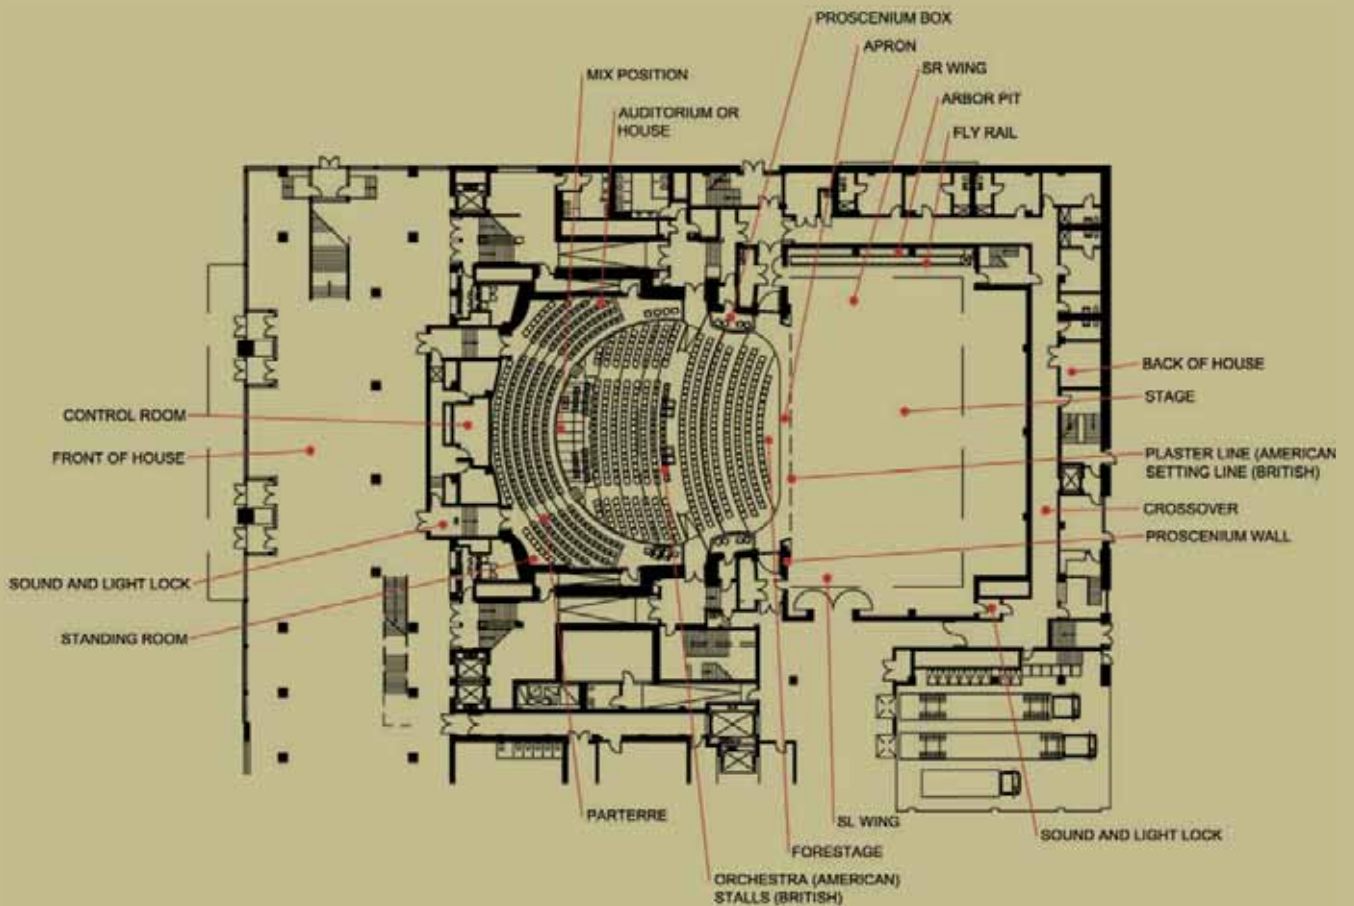 PROSCENIUM BOX
APRON
SR WING
ARBOR PIT
FLY RAIL
MIX POSITION
AUDITORIUM OR
HOUSE
BACK OF HOUSE
STAGE
PLASTER LINE (AMERICAN
SETTING LINE (BRITISH)
CROSSOVER
PROSCENIUM WALL
CONTROL ROOM
FRONT OF HOUSE
SOUND AND LIGHT LOCK
STANDING ROOM
PARTERRE
SL WING
SOUND AND LIGHT LOCK
FORESTAGE
ORCHESTRA (AMERICAN)
STALLS (BRITISH)